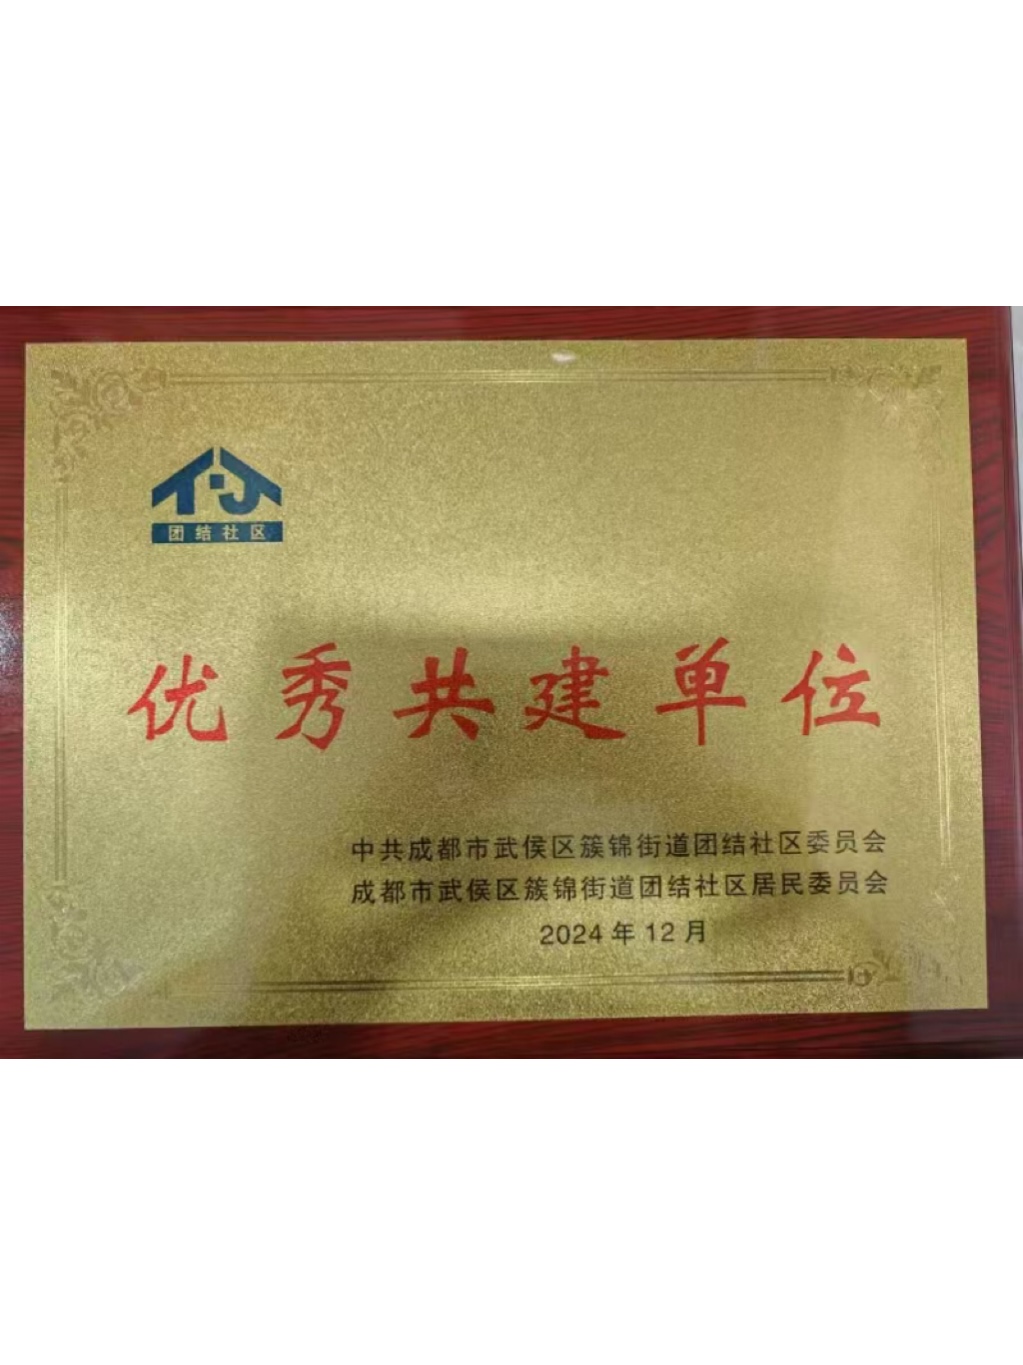 团结社区
优秀共建单位
中共成都市武侯区簇锦街道团结社区委员会
成都市武侯区簇锦街道团结社区居民委员会
2024年12月